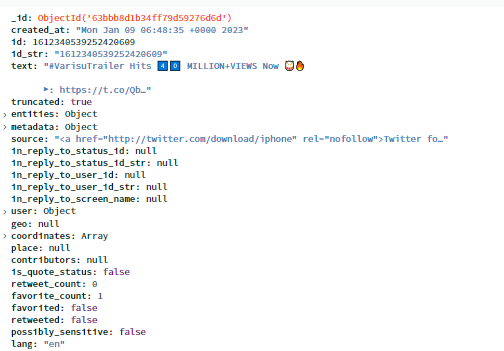 _id: ObjectId('63bbb8d1b34ff79d59276d6d')
created_at: "Mon Jan 09 06:48:35 +0000 2023"
id: 1612340539252420609
id_str: "1612340539252420609"
text: "#VarisuTrailer Hits 4️⃣0️⃣ MILLION+VIEWS Now 🥁🔥
►: https://t.co/Qb…"
truncated: true
> entities: Object
> metadata: Object
source: "<a href="http://twitter.com/download/iphone" rel="nofollow">Twitter fo…"
in_reply_to_status_id: null
in_reply_to_status_id_str: null
in_reply_to_user_id: null
in_reply_to_user_id_str: null
in_reply_to_screen_name: null
> user: Object
geo: null
> coordinates: Array
place: null
contributors: null
is_quote_status: false
retweet_count: 0
favorite_count: 1
favorited: false
retweeted: false
possibly_sensitive: false
lang: "en"